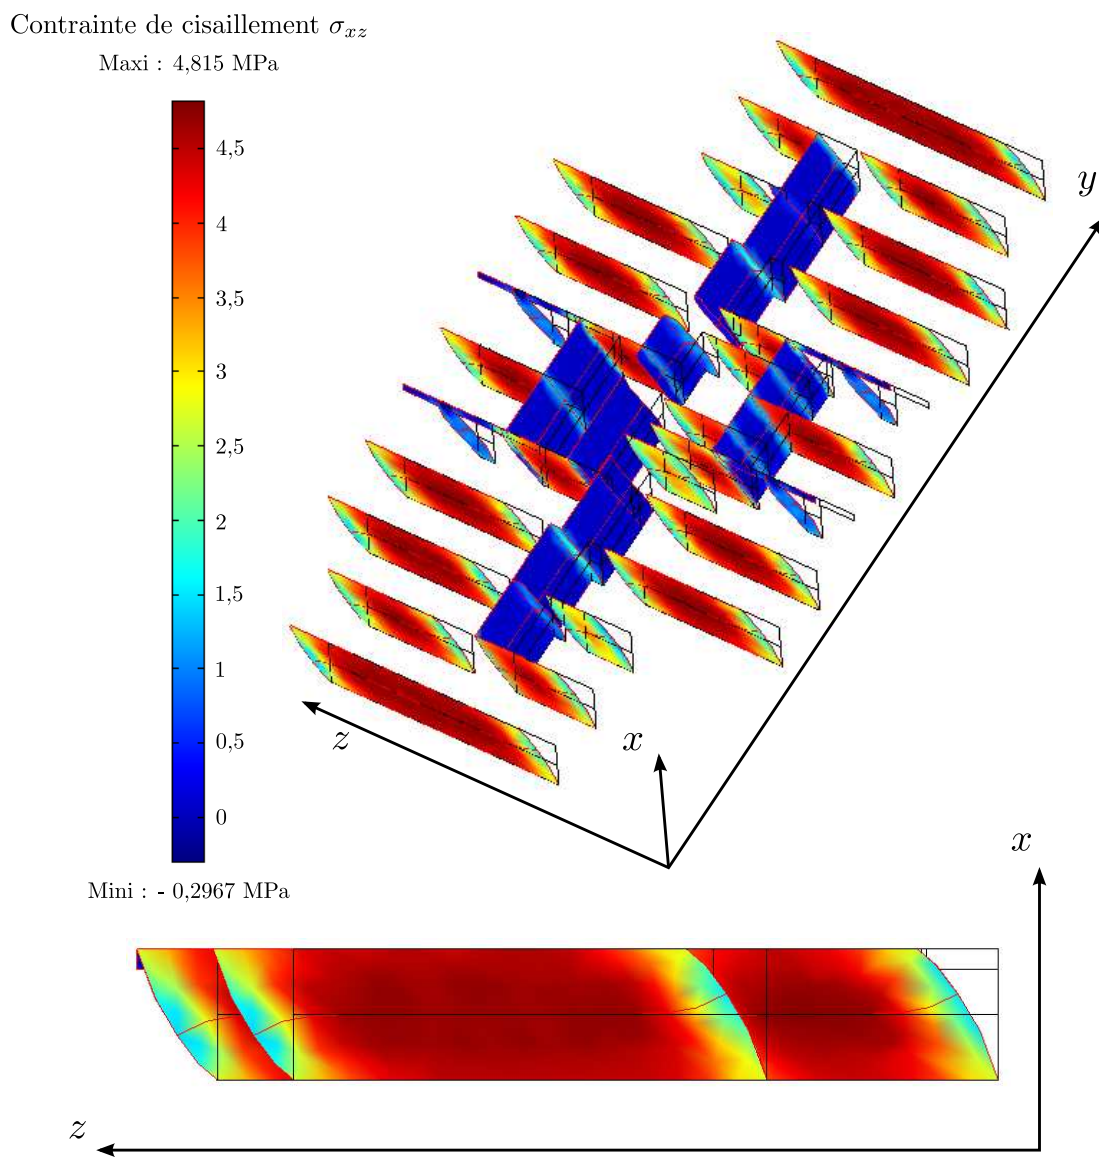 Contrainte de cisaillement σxz
Maxi : 4,815 MPa
4,5
4
3,5
3
2,5
2
1,5
1
0,5
0
Mini : - 0,2967 MPa
y
x
z
x
z